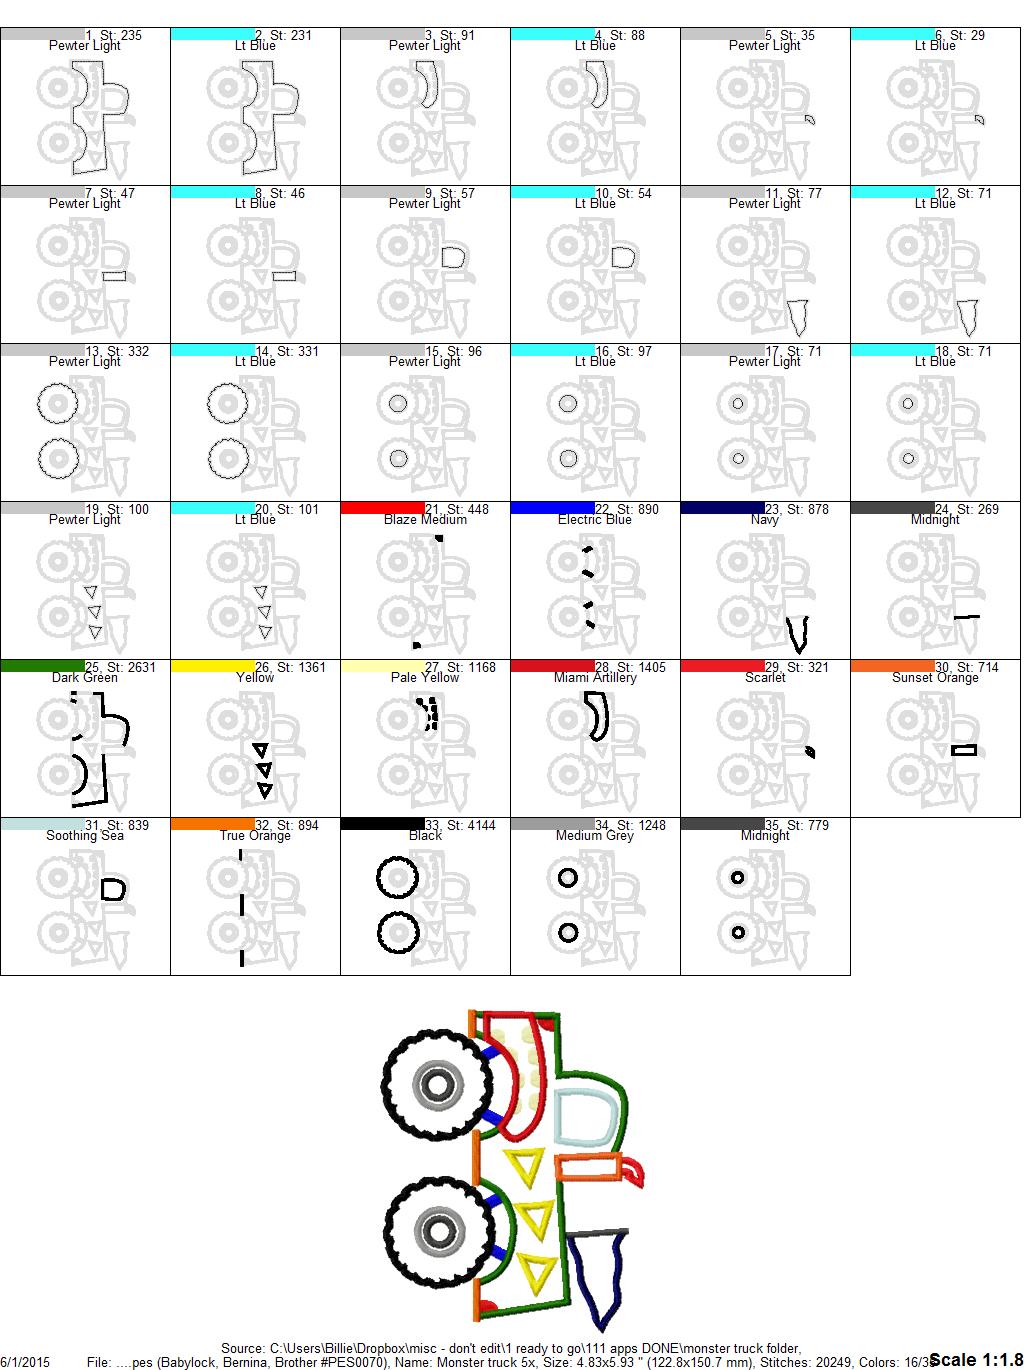 1, St: 235
Pewter Light
2, St: 231
Lt Blue
3, St: 91
Pewter Light
4, St: 88
Lt Blue
5, St: 35
Pewter Light
6, St: 29
Lt Blue
7, St: 47
Pewter Light
8, St: 46
Lt Blue
9, St: 57
Pewter Light
10, St: 54
Lt Blue
11, St: 77
Pewter Light
12, St: 71
Lt Blue
13, St: 332
Pewter Light
14, St: 331
Lt Blue
15, St: 96
Pewter Light
16, St: 97
Lt Blue
17, St: 71
Pewter Light
18, St: 71
Lt Blue
19, St: 100
Pewter Light
20, St: 101
Lt Blue
21, St: 448
Blaze Medium
22, St: 890
Electric Blue
23, St: 878
Navy
24, St: 269
Midnight
25, St: 2631
Dark Green
26, St: 1361
Yellow
27, St: 1168
Pale Yellow
28, St: 1405
Miami Artillery
29, St: 321
Scarlet
30, St: 714
Sunset Orange
31, St: 839
Soothing Sea
32, St: 894
True Orange
33, St: 4144
Black
34, St: 1248
Medium Grey
35, St: 779
Midnight
Source: C:\Users\Billie\Dropbox\misc - don't edit\1 ready to go\111 apps DONE\monster truck folder,
6/1/2015 File: ....pes (Babylock, Bernina, Brother #PES0070), Name: Monster truck 5x, Size: 4.83x5.93 " (122.8x150.7 mm), Stitches: 20249, Colors: 16/35
Scale 1:1.8